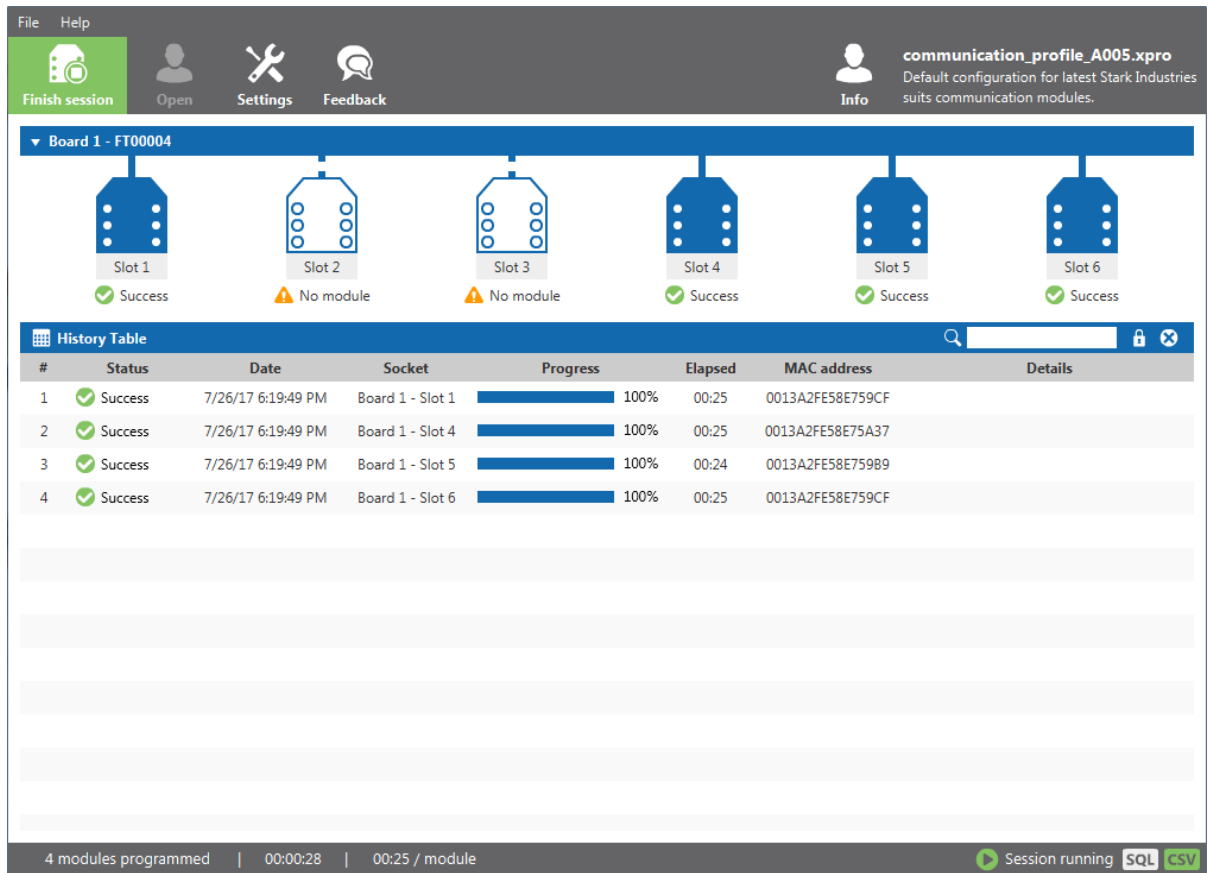 File Help
Finish session Open Settings Feedback Info
communication_profile_A005.xpro
Default configuration for latest Stark Industries
suits communication modules.
Board 1 - FT00004
Slot 1 Slot 2 Slot 3 Slot 4 Slot 5 Slot 6
Success No module No module Success Success Success
History Table
# Status Date Socket Progress Elapsed MAC address Details
1 Success 7/26/17 6:19:49 PM Board 1 - Slot 1 100% 00:25 0013A2FE58E759CF
2 Success 7/26/17 6:19:49 PM Board 1 - Slot 4 100% 00:25 0013A2FE58E75A37
3 Success 7/26/17 6:19:49 PM Board 1 - Slot 5 100% 00:24 0013A2FE58E759B9
4 Success 7/26/17 6:19:49 PM Board 1 - Slot 6 100% 00:25 0013A2FE58E759CF
4 modules programmed | 00:00:28 | 00:25 / module Session running SQL CSV